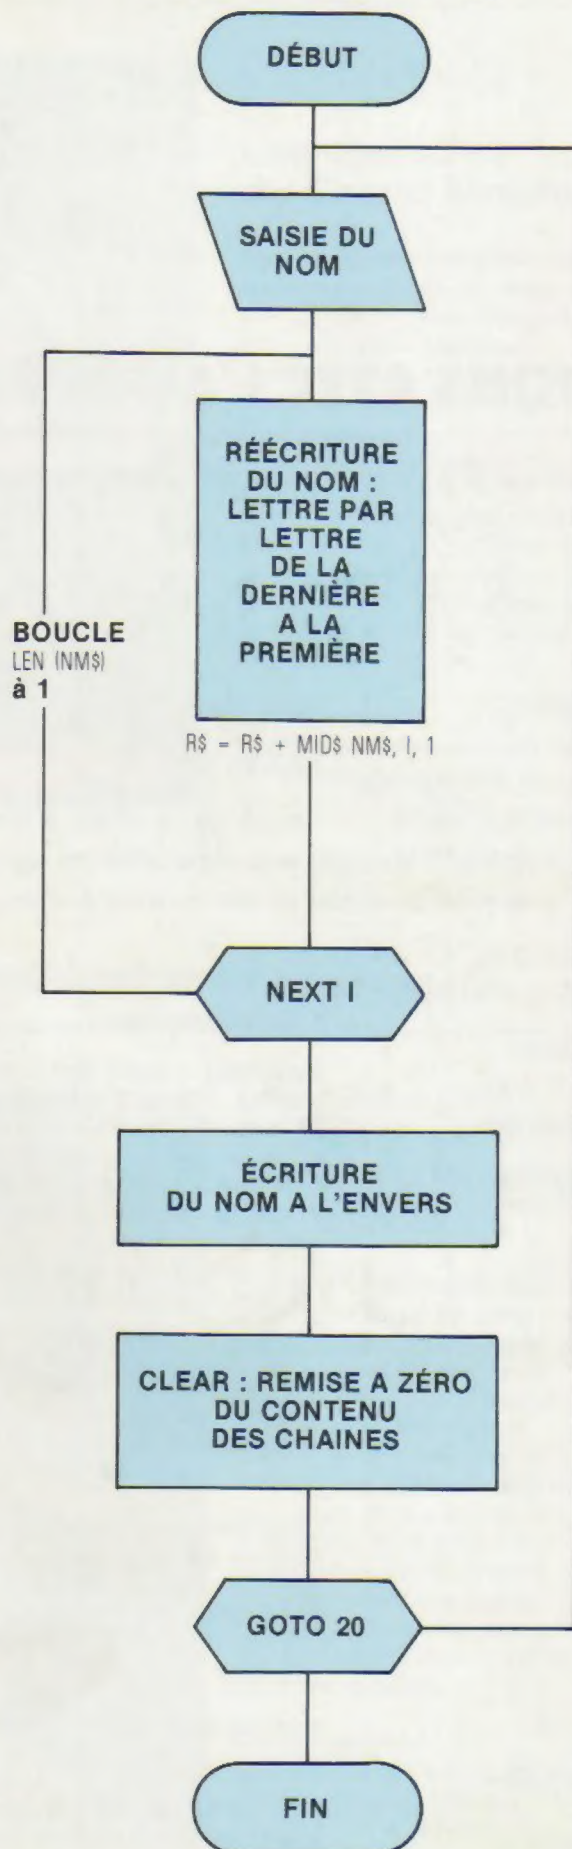 DÉBUT
SAISIE DU
NOM
RÉÉCRITURE
DU NOM :
LETTRE PAR
LETTRE
DE LA
DERNIÈRE
A LA
PREMIÈRE
BOUCLE
LEN (NM$)
à 1
R$ = R$ + MID$ NM$, I, 1
NEXT I
ÉCRITURE
DU NOM A L'ENVERS
CLEAR : REMISE A ZÉRO
DU CONTENU
DES CHAINES
GOTO 20
FIN